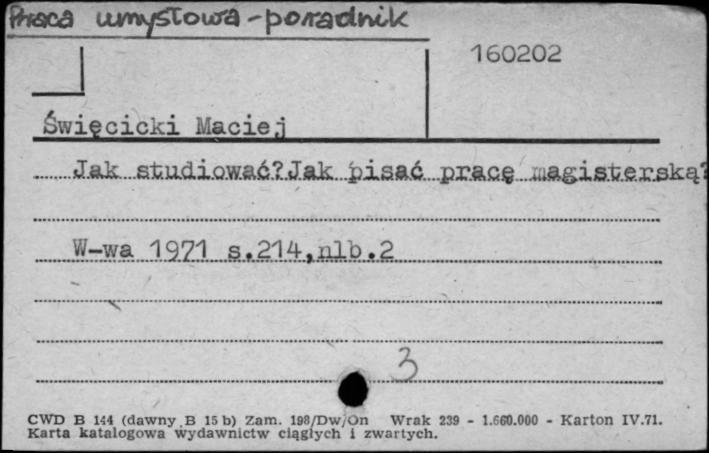 Praca umysłowa - poradnik
160202
Święcicki Maciej
Jak studiować?Jak pisać pracę magisterską?
W-wa 1971 s.214,nlb.2
3
CWD B 144 (dawny B 15 b) Zam. 198/Dw/On Wrak 239 - 1.660.000 - Karton IV.71.
Karta katalogowa wydawnictw ciągłych i zwartych.